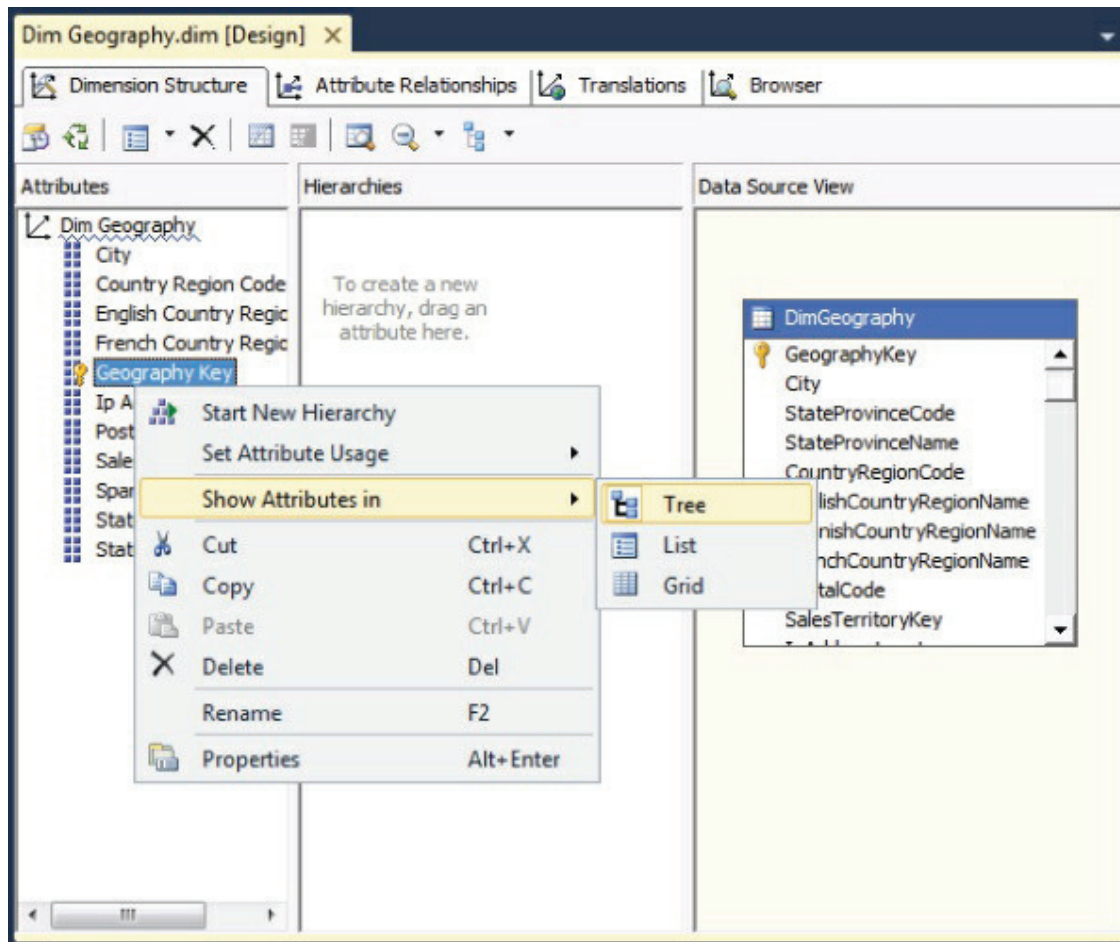 Dim Geography.dim [Design]
Dimension Structure
Attribute Relationships
Translations
Browser
Attributes
Hierarchies
Data Source View
Dim Geography
City
Country Region Code
English Country Regic
French Country Regic
Geography Key
Ip A
Post
Sale
Spar
Stat
Stat
To create a new
hierarchy, drag an
attribute here.
Start New Hierarchy
Set Attribute Usage
Show Attributes in
Cut Ctrl+X
Copy Ctrl+C
Paste Ctrl+V
Delete Del
Rename F2
Properties Alt+Enter
Tree
List
Grid
DimGeography
GeographyKey
City
StateProvinceCode
StateProvinceName
CountryRegionCode
lishCountryRegionName
nishCountryRegionName
nchCountryRegionName
talCode
SalesTerritoryKey